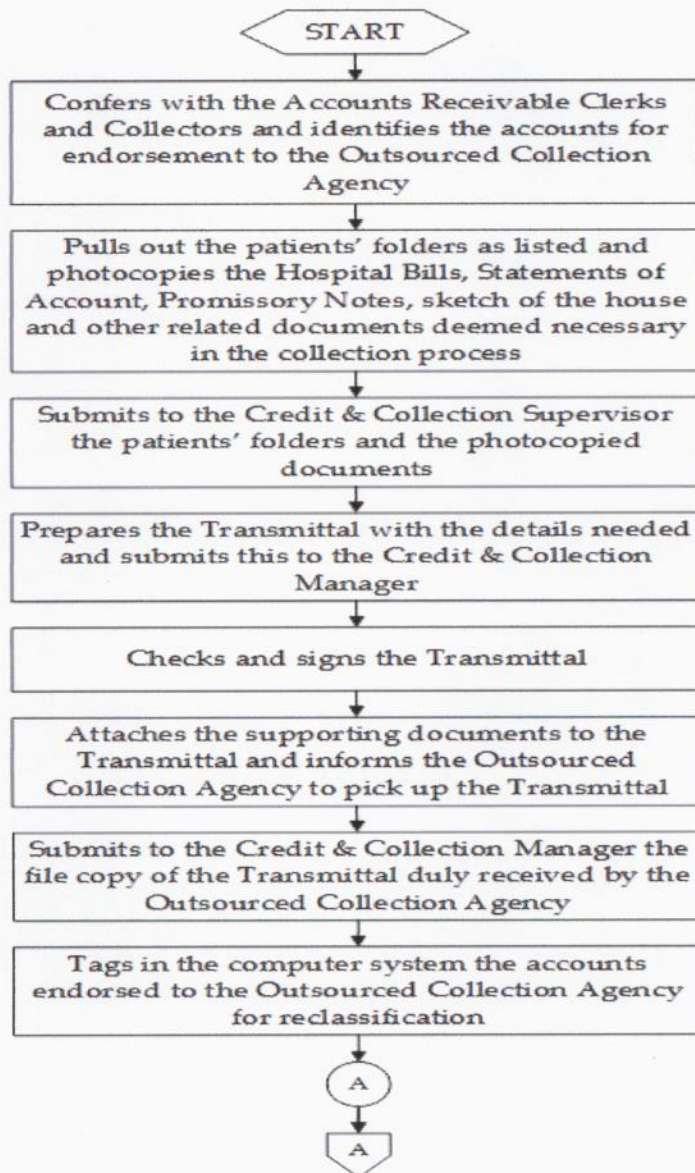 START
Confers with the Accounts Receivable Clerks
and Collectors and identifies the accounts for
endorsement to the Outsourced Collection
Agency
Pulls out the patients' folders as listed and
photocopies the Hospital Bills, Statements of
Account, Promissory Notes, sketch of the house
and other related documents deemed necessary
in the collection process
Submits to the Credit & Collection Supervisor
the patients' folders and the photocopied
documents
Prepares the Transmittal with the details needed
and submits this to the Credit & Collection
Manager
Checks and signs the Transmittal
Attaches the supporting documents to the
Transmittal and informs the Outsourced
Collection Agency to pick up the Transmittal
Submits to the Credit & Collection Manager the
file copy of the Transmittal duly received by the
Outsourced Collection Agency
Tags in the computer system the accounts
endorsed to the Outsourced Collection Agency
for reclassification
A
A